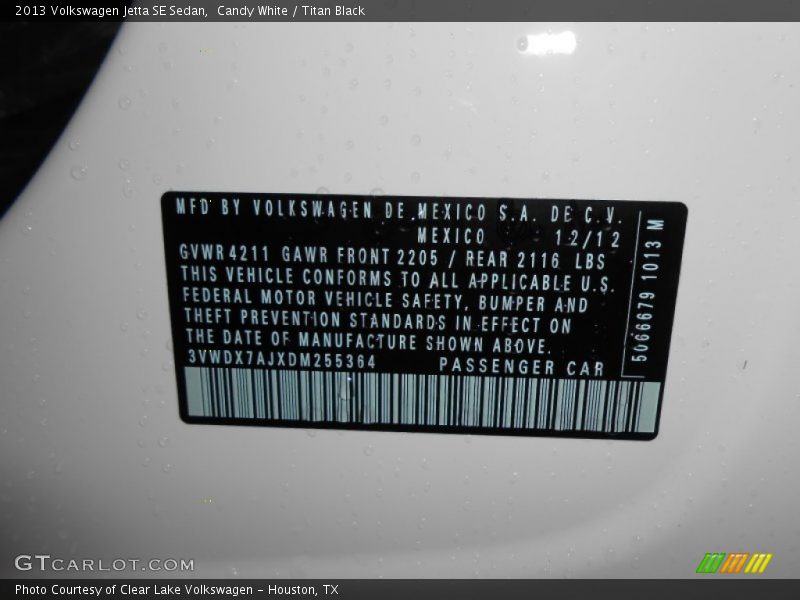 2013 Volkswagen Jetta SE Sedan,  Candy White / Titan Black
MFD BY VOLKSWAGEN DE MEXICO S.A. DE C.V.
MEXICO 12/12
GVWR 4211 GAWR FRONT 2205 / REAR 2116 LBS
THIS VEHICLE CONFORMS TO ALL APPLICABLE U.S.
FEDERAL MOTOR VEHICLE SAFETY, BUMPER AND
THEFT PREVENTION STANDARDS IN EFFECT ON
THE DATE OF MANUFACTURE SHOWN ABOVE.
3VWDX7AJXDM255364 PASSENGER CAR
5066679 1013 M
GTCARLOT.COM
Photo Courtesy of Clear Lake Volkswagen – Houston, TX